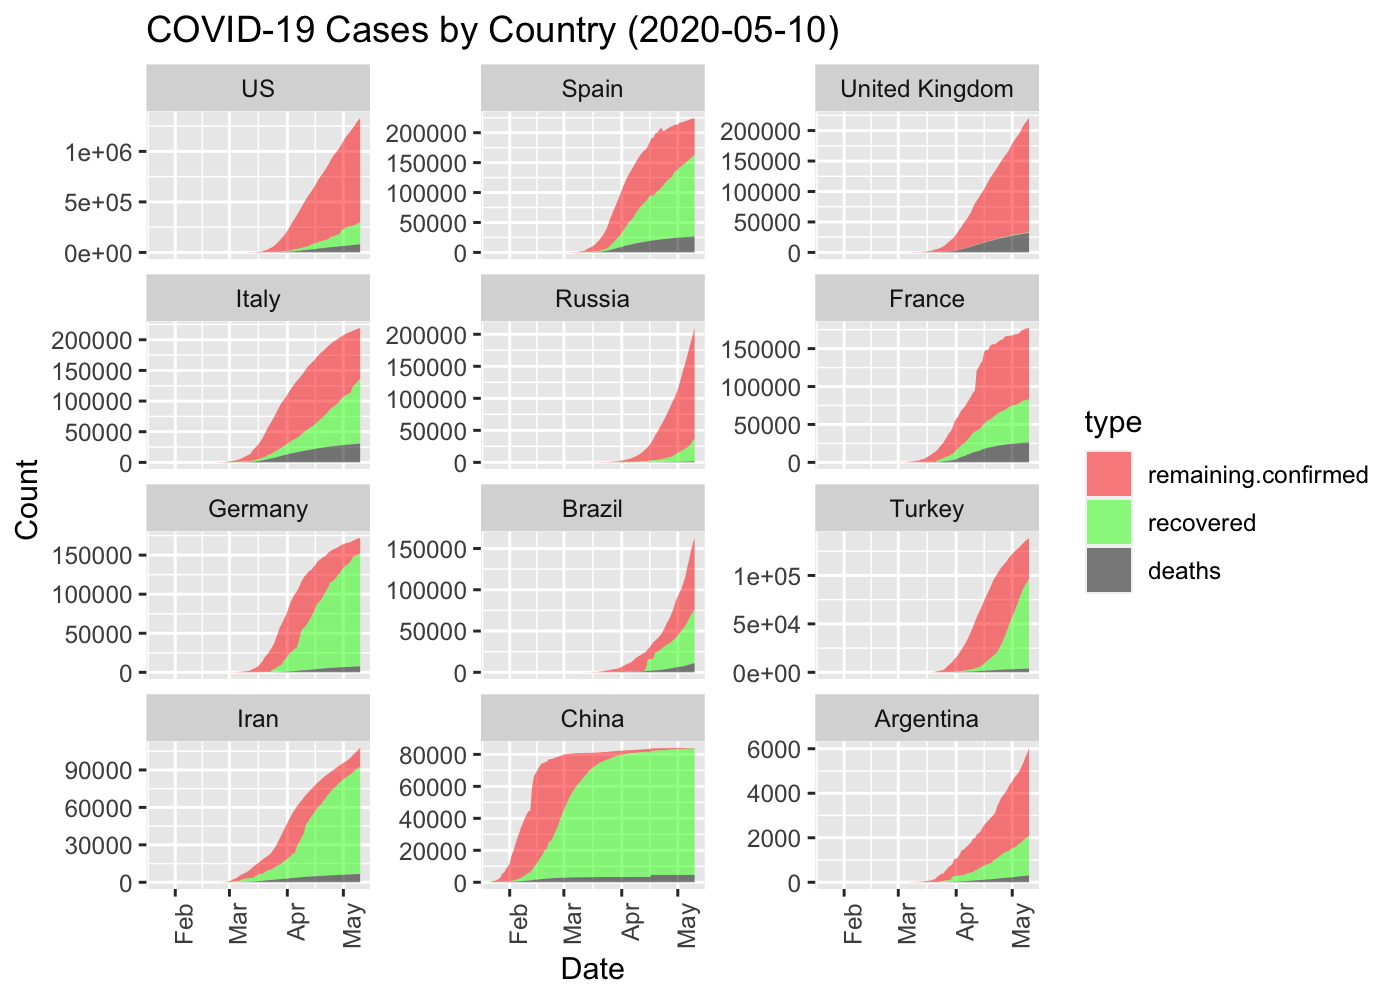 COVID-19 Cases by Country (2020-05-10)
US
Spain
United Kingdom
1e+06
5e+05
0e+00
200000
150000
100000
50000
0
200000
150000
100000
50000
0
Italy
Russia
France
200000
150000
100000
50000
0
200000
150000
100000
50000
0
150000
100000
50000
0
Germany
Brazil
Turkey
150000
100000
50000
0
150000
100000
50000
0
1e+05
5e+04
0e+00
Iran
China
Argentina
90000
60000
30000
0
80000
60000
40000
20000
0
6000
4000
2000
0
Feb
Mar
Apr
May
Feb
Mar
Apr
May
Feb
Mar
Apr
May
Date
Count
type
remaining.confirmed
recovered
deaths